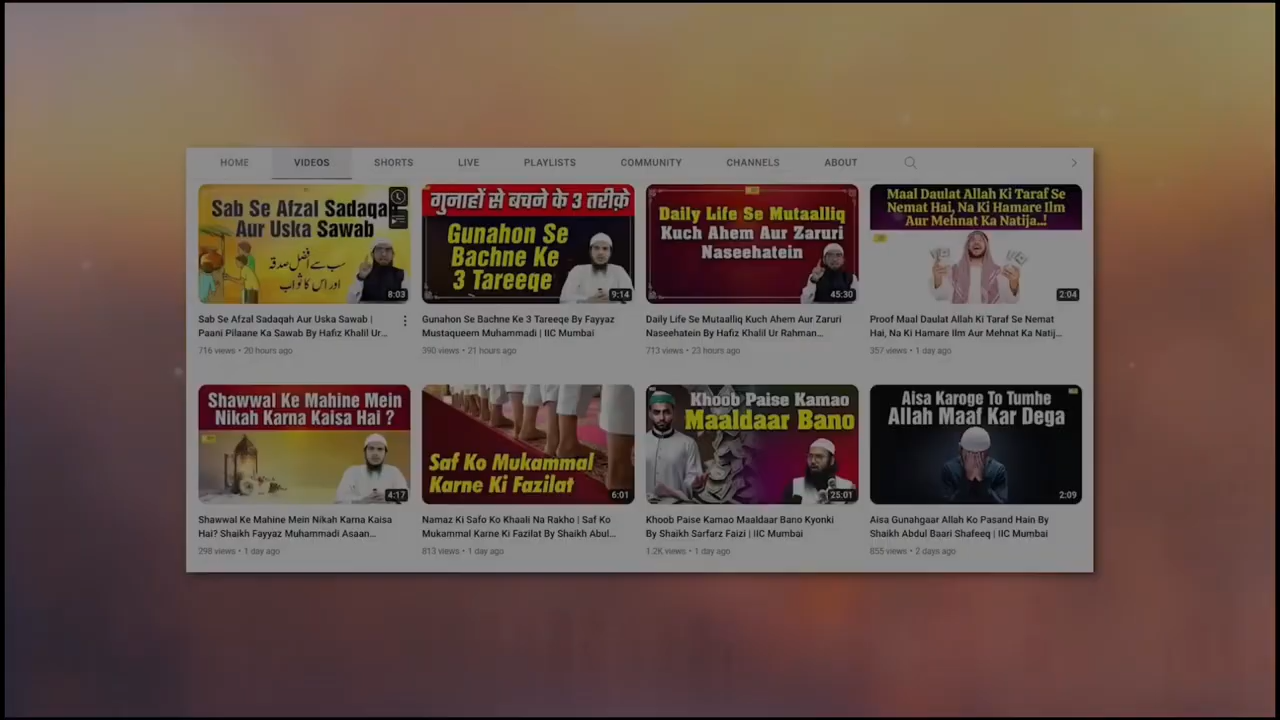 HOME VIDEOS SHORTS LIVE PLAYLISTS COMMUNITY CHANNELS ABOUT
Sab Se Afzal Sadaqa
Aur Uska Sawab
سب سے افضل صدقہ
اور اس کا ثواب
8:03
गुनाहों से बचने के 3 तरीक़े
Gunahon Se
Bachne Ke
3 Tareeqe
9:14
Daily Life Se Mutaalliq
Kuch Ahem Aur Zaruri
Naseehatein
45:30
Maal Daulat Allah Ki Taraf Se
Nemat Hai, Na Ki Hamare Ilm
Aur Mehnat Ka Natija..!
2:04
Sab Se Afzal Sadaqah Aur Uska Sawab |
Paani Pilaane Ka Sawab By Hafiz Khalil Ur...
716 views • 20 hours ago
Gunahon Se Bachne Ke 3 Tareeqe By Fayyaz
Mustaqueem Muhammadi | IIC Mumbai
390 views • 21 hours ago
Daily Life Se Mutaalliq Kuch Ahem Aur Zaruri
Naseehatein By Hafiz Khalil Ur Rahman...
713 views • 23 hours ago
Proof Maal Daulat Allah Ki Taraf Se Nemat
Hai, Na Ki Hamare Ilm Aur Mehnat Ka Natij...
357 views • 1 day ago
Shawwal Ke Mahine Mein
Nikah Karna Kaisa Hai ?
4:17
Saf Ko Mukammal
Karne Ki Fazilat
6:01
Khoob Paise Kamao
Maaldaar Bano
25:01
Aisa Karoge To Tumhe
Allah Maaf Kar Dega
2:09
Shawwal Ke Mahine Mein Nikah Karna Kaisa
Hai? Shaikh Fayyaz Muhammadi Asaan...
298 views • 1 day ago
Namaz Ki Safo Ko Khaali Na Rakho | Saf Ko
Mukammal Karne Ki Fazilat By Shaikh Abul...
813 views • 1 day ago
Khoob Paise Kamao Maaldaar Bano Kyonki
By Shaikh Sarfarz Faizi | IIC Mumbai
1.2K views • 1 day ago
Aisa Gunahgaar Allah Ko Pasand Hain By
Shaikh Abdul Baari Shafeeq | IIC Mumbai
855 views • 2 days ago